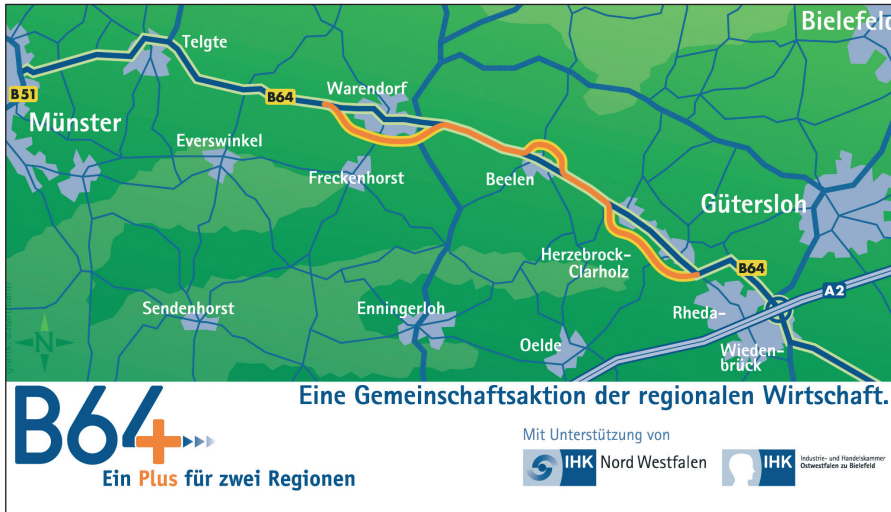 Bielefeld
Telgte
B51
B64
Warendorf
Münster
Everswinkel
Freckenhorst
Beelen
Gütersloh
Herzebrock-
Clarholz
B64
A2
Sendenhorst
Enningerloh
Rheda-
Wieden-
brück
Oelde
N
B64+
Ein Plus für zwei Regionen
Eine Gemeinschaftsaktion der regionalen Wirtschaft.
Mit Unterstützung von
IHK Nord Westfalen
IHK Industrie- und Handelskammer
Ostwestfalen zu Bielefeld